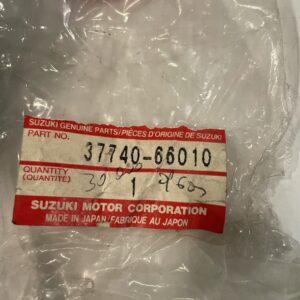 SUZUKI GENUINE PARTS/PIÈCES D'ORIGINE DE SUZUKI
PART NO. 37740-66010
QUANTITY
(QUANTITÉ) 1
SUZUKI MOTOR CORPORATION
MADE IN JAPAN/FABRIQUE AU JAPON